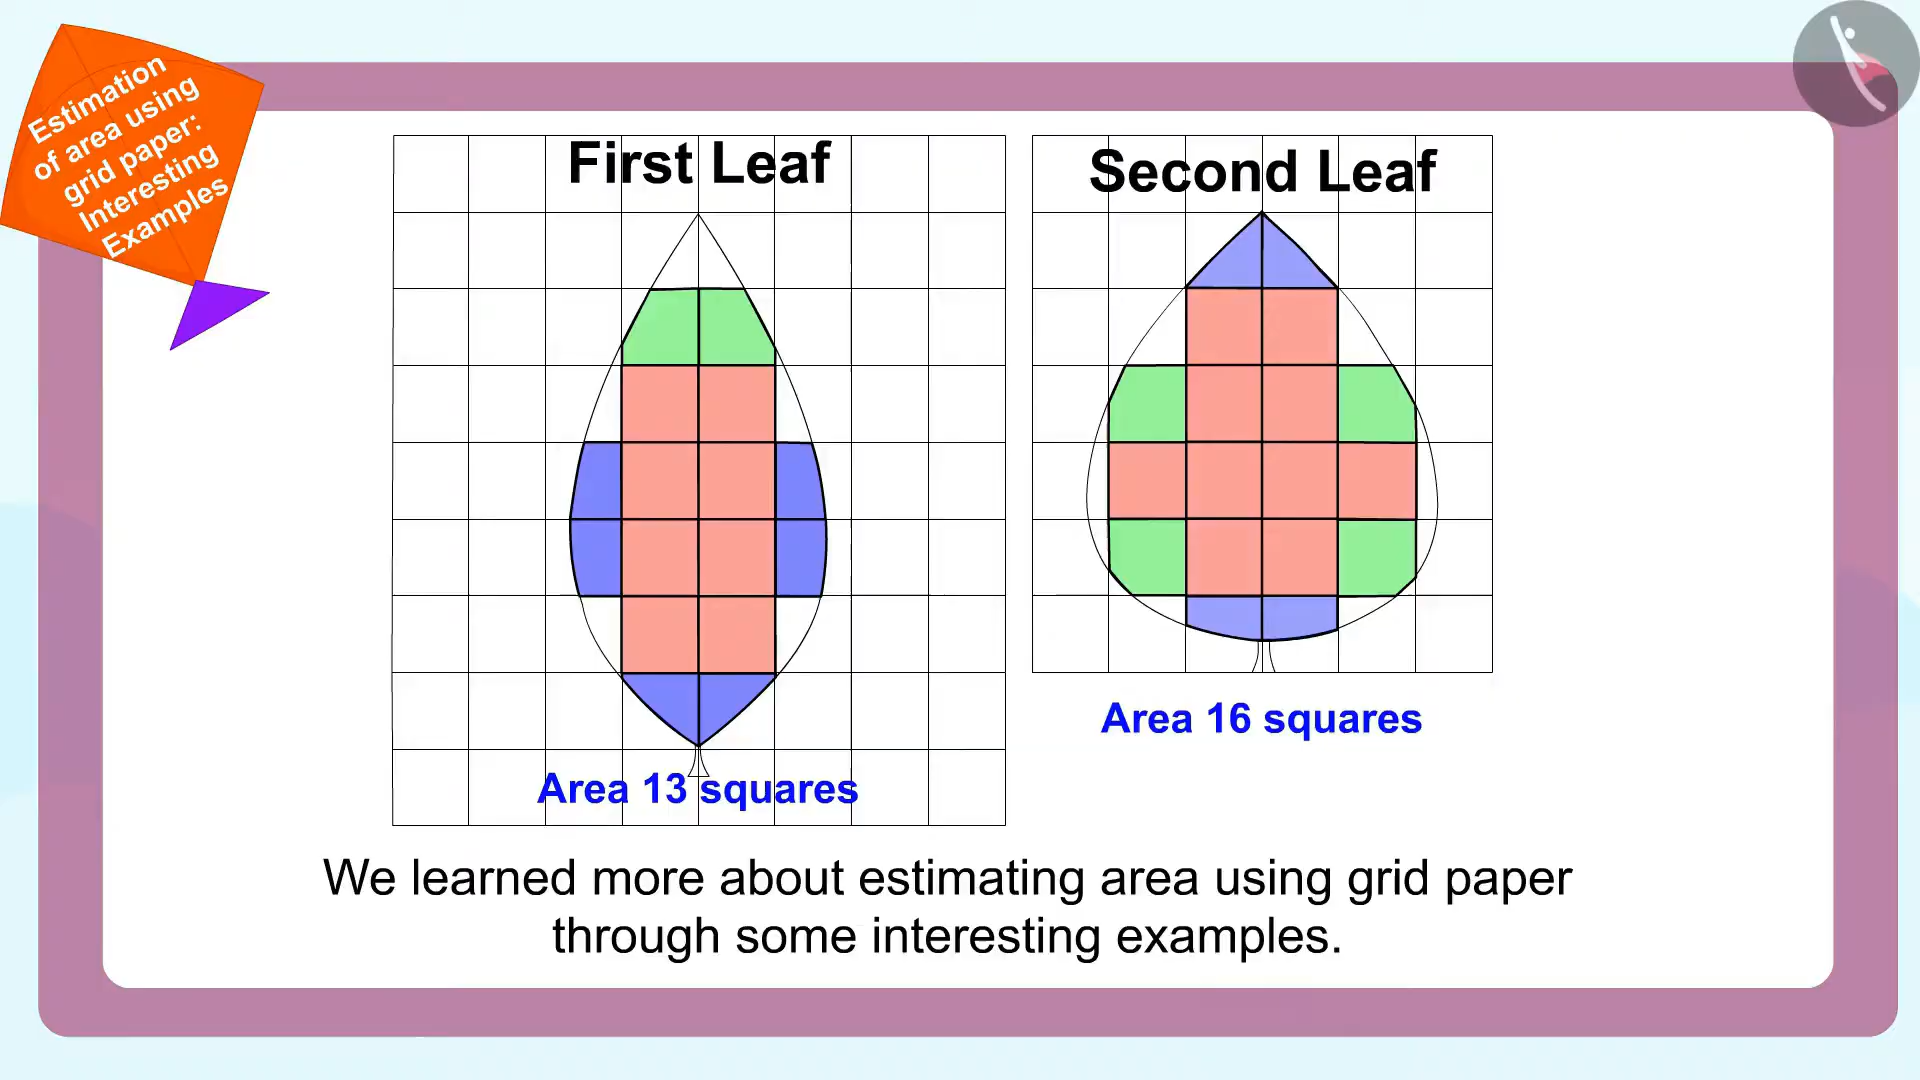 Estimation
of area using
grid paper:
Interesting
Examples
First Leaf
Second Leaf
Area 16 squares
Area 13 squares
We learned more about estimating area using grid paper
through some interesting examples.